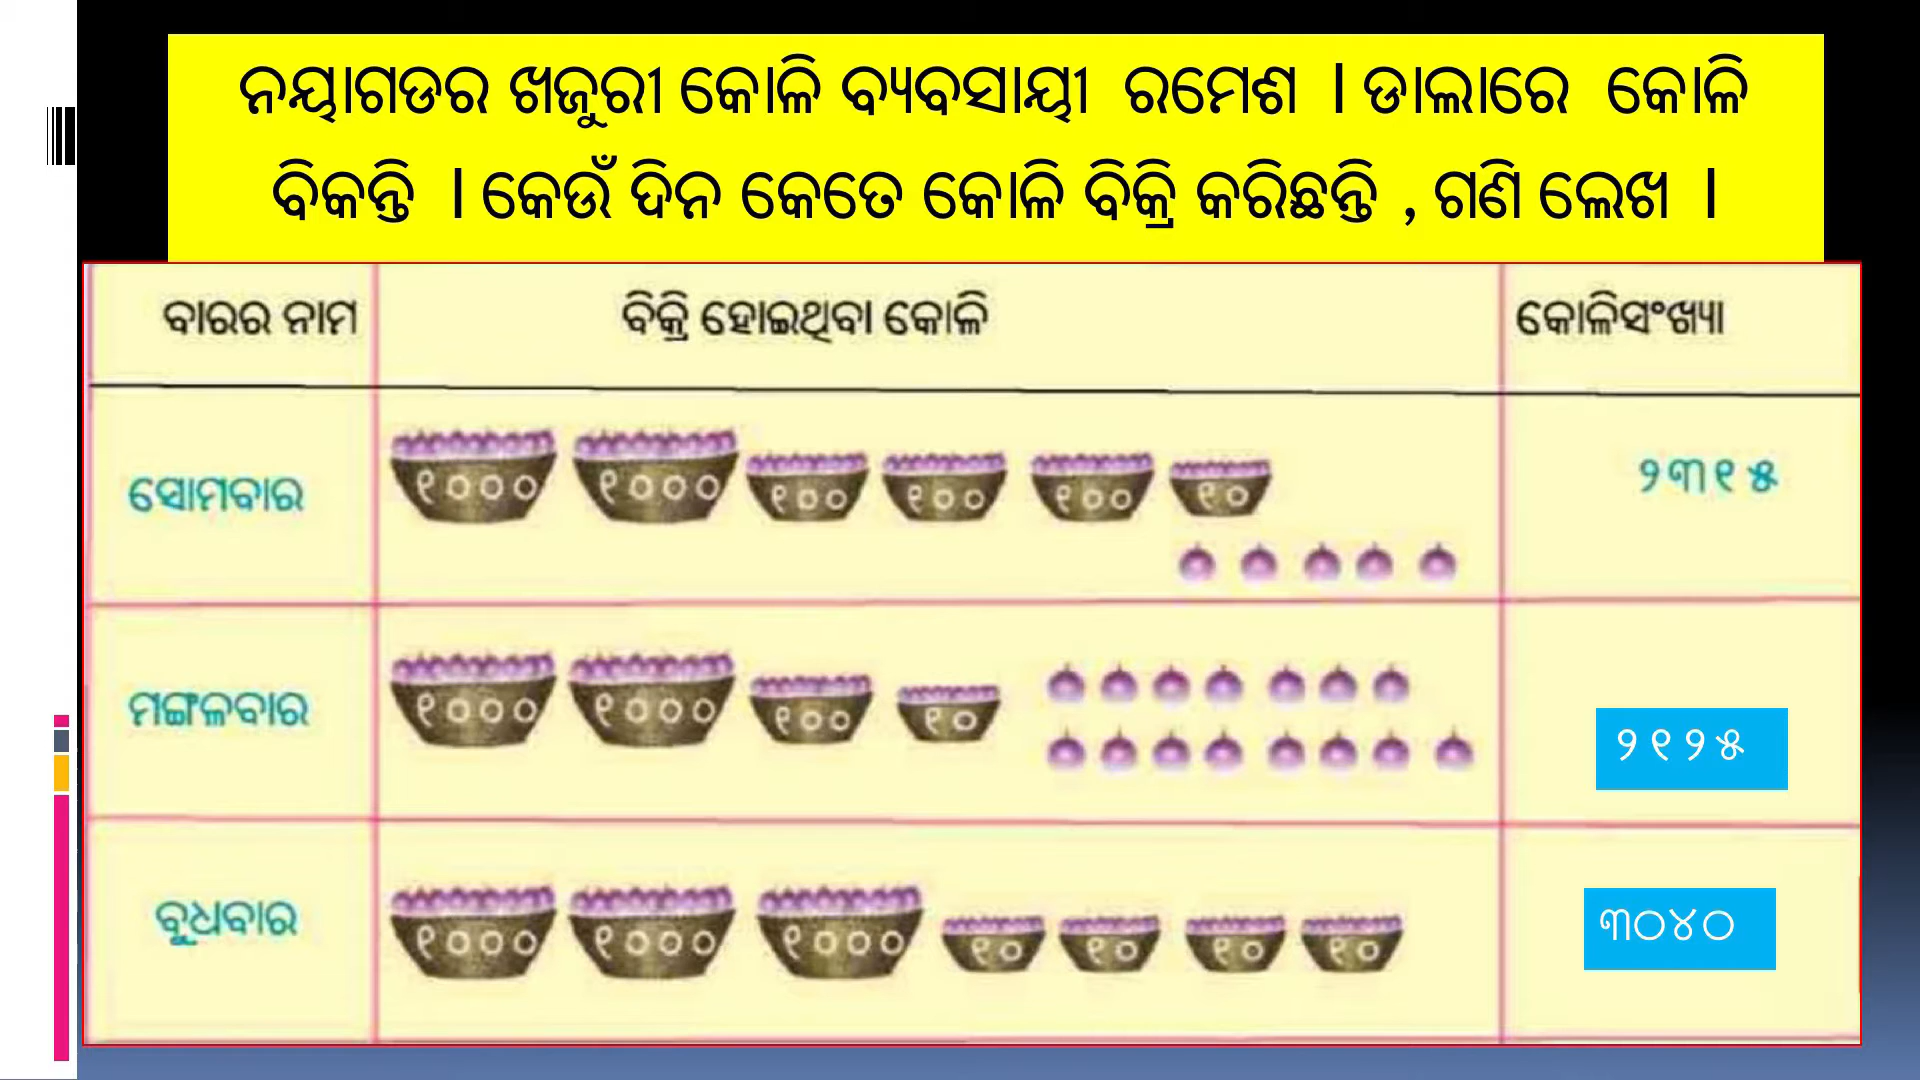 ନୟାଗଡର ଖଜୁରୀ କୋଳି ବ୍ୟବସାୟୀ ରମେଶ । ଡାଲାରେ କୋଳି
ବିକନ୍ତି । କେଉଁ ଦିନ କେତେ କୋଳି ବିକ୍ରି କରିଛନ୍ତି , ଗଣି ଲେଖ ।
ବାରର ନାମ ବିକ୍ରି ହୋଇଥିବା କୋଳି କୋଳିସଂଖ୍ୟା
ସୋମବାର ୧୦୦୦ ୧୦୦୦ ୧୦୦ ୧୦୦ ୧୦୦ ୧୦ ୨୩୧୫
ମଙ୍ଗଳବାର ୧୦୦୦ ୧୦୦୦ ୧୦୦ ୧୦ ୨୧୨୫
ବୁଧବାର ୧୦୦୦ ୧୦୦୦ ୧୦୦୦ ୧୦ ୧୦ ୧୦ ୧୦ ୩୦୪୦